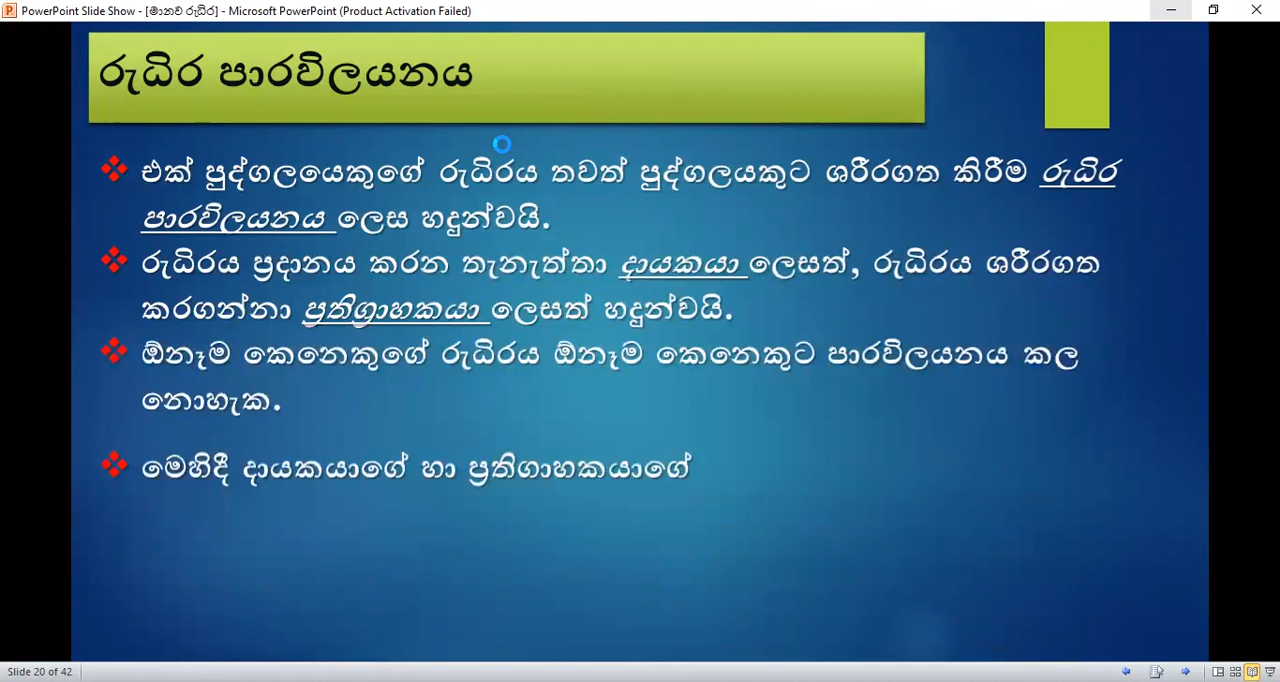 PowerPoint Slide Show - [මානව රුධිර] - Microsoft PowerPoint (Product Activation Failed)
රුධිර පාරවිලයනය
එක් පුද්ගලයෙකුගේ රුධිරය තවත් පුද්ගලයකුට ශරීරගත කිරීම රුධිර
පාරවිලයනය ලෙස හදුන්වයි.
රුධිරය ප්‍රදානය කරන තැනැත්තා දායකයා ලෙසත්, රුධිරය ශරීරගත
කරගන්නා ප්‍රතිග්‍රාහකයා ලෙසත් හදුන්වයි.
ඕනෑම කෙනෙකුගේ රුධිරය ඕනෑම කෙනෙකුට පාරවිලයනය කල
නොහැක.
මෙහිදී දායකයාගේ හා ප්‍රතිගාහකයාගේ
Slide 20 of 42